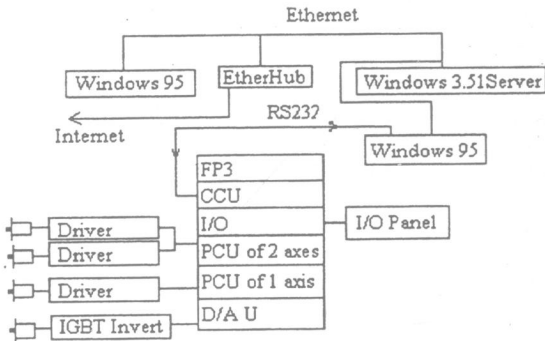 Ethernet
Windows 95
EtherHub
Windows 3.51Server
Internet
RS232
Windows 95
FP3
CCU
I/O
I/O Panel
Driver
Driver
PCU of 2 axes
Driver
PCU of 1 axis
IGBT Invert
D/A U